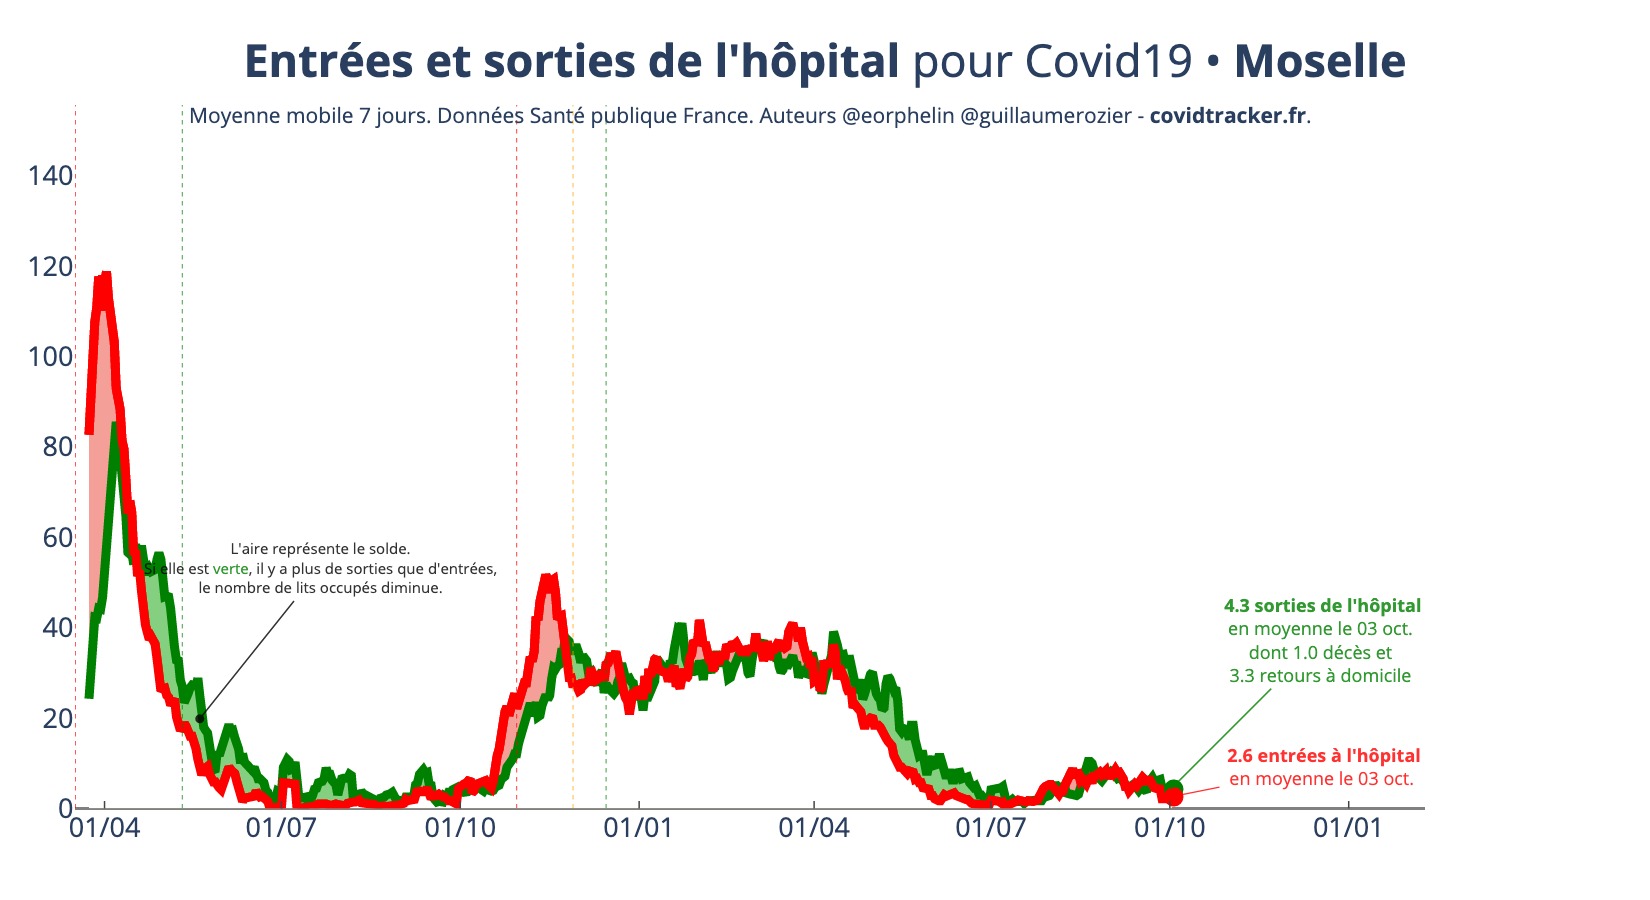 Entrées et sorties de l'hôpital pour Covid19 • Moselle
Moyenne mobile 7 jours. Données Santé publique France. Auteurs @eorphelin @guillaumerozier - covidtracker.fr.
140
120
100
80
60
40
20
0
L'aire représente le solde.
Si elle est verte, il y a plus de sorties que d'entrées,
le nombre de lits occupés diminue.
4.3 sorties de l'hôpital
en moyenne le 03 oct.
dont 1.0 décès et
3.3 retours à domicile
2.6 entrées à l'hôpital
en moyenne le 03 oct.
01/04 01/07 01/10 01/01 01/04 01/07 01/10 01/01